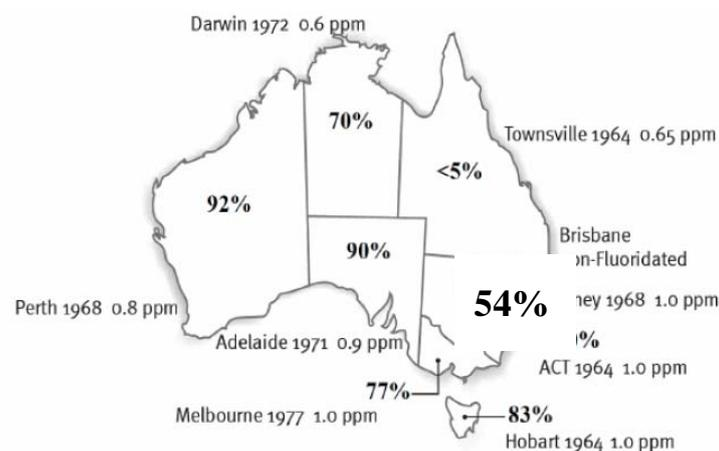 Darwin 1972 0.6 ppm
70%
Townsville 1964 0.65 ppm
<5%
92%
Brisbane
on-Fluoridated
90%
54%
ney 1968 1.0 ppm
Perth 1968 0.8 ppm
Adelaide 1971 0.9 ppm
%
ACT 1964 1.0 ppm
77%
Melbourne 1977 1.0 ppm
83%
Hobart 1964 1.0 ppm